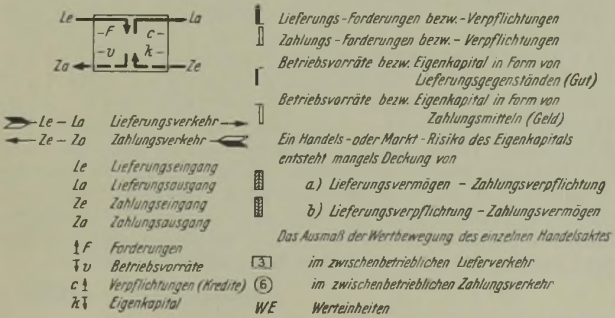 Le La
-F c-
-v k-
Za Ze
Le – La Lieferungsverkehr
Ze – Za Zahlungsverkehr
Le Lieferungseingang
La Lieferungsausgang
Ze Zahlungseingang
Za Zahlungsausgang
F Forderungen
v Betriebsvorräte
c Verpflichtungen (Kredite)
k Eigenkapital
Lieferungs-Forderungen bezw.-Verpflichtungen
Zahlungs-Forderungen bezw.-Verpflichtungen
Betriebsvorräte bezw. Eigenkapital in Form von
Lieferungsgegenständen (Gut)
Betriebsvorräte bezw. Eigenkapital in Form von
Zahlungsmitteln (Geld)
Ein Handels-oder Markt-Risiko des Eigenkapitals
entsteht mangels Deckung von
a) Lieferungsvermögen – Zahlungsverpflichtung
b) Lieferungsverpflichtung – Zahlungsvermögen
Das Ausmaß der Wertbewegung des einzelnen Handelsaktes
3 im zwischenbetrieblichen Lieferverkehr
6 im zwischenbetrieblichen Zahlungsverkehr
WE Werteinheiten